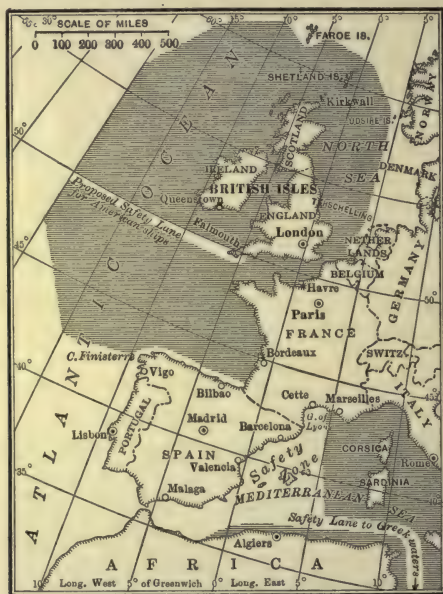 SCALE OF MILES
0 100 200 300 400 500
FAROE IS.
SHETLAND IS.
Kirkwall
UDSIRE IS.
NORWAY
SCOTLAND
NORTH
SEA
DENMARK
IRELAND
BRITISH ISLES
Queenstown
ENGLAND
London
Falmouth
Proposed Safety Lane
for American ships
NETHER
LANDS
BELGIUM
GERMANY
Havre
Paris
FRANCE
SWITZ.
ITALY
ATLANTIC OCEAN
C. Finisterre
Vigo
Bilbao
Bordeaux
Cette
Marseilles
G. of
Lyon
Lisbon
PORTUGAL
Madrid
SPAIN
Barcelona
Valencia
Malaga
Safety
Zone
CORSICA
SARDINIA
Rome
MEDITERRANEAN
SEA
Safety Lane to Greek waters
Algiers
AFRICA
Long. West 5° of Greenwich Long. East